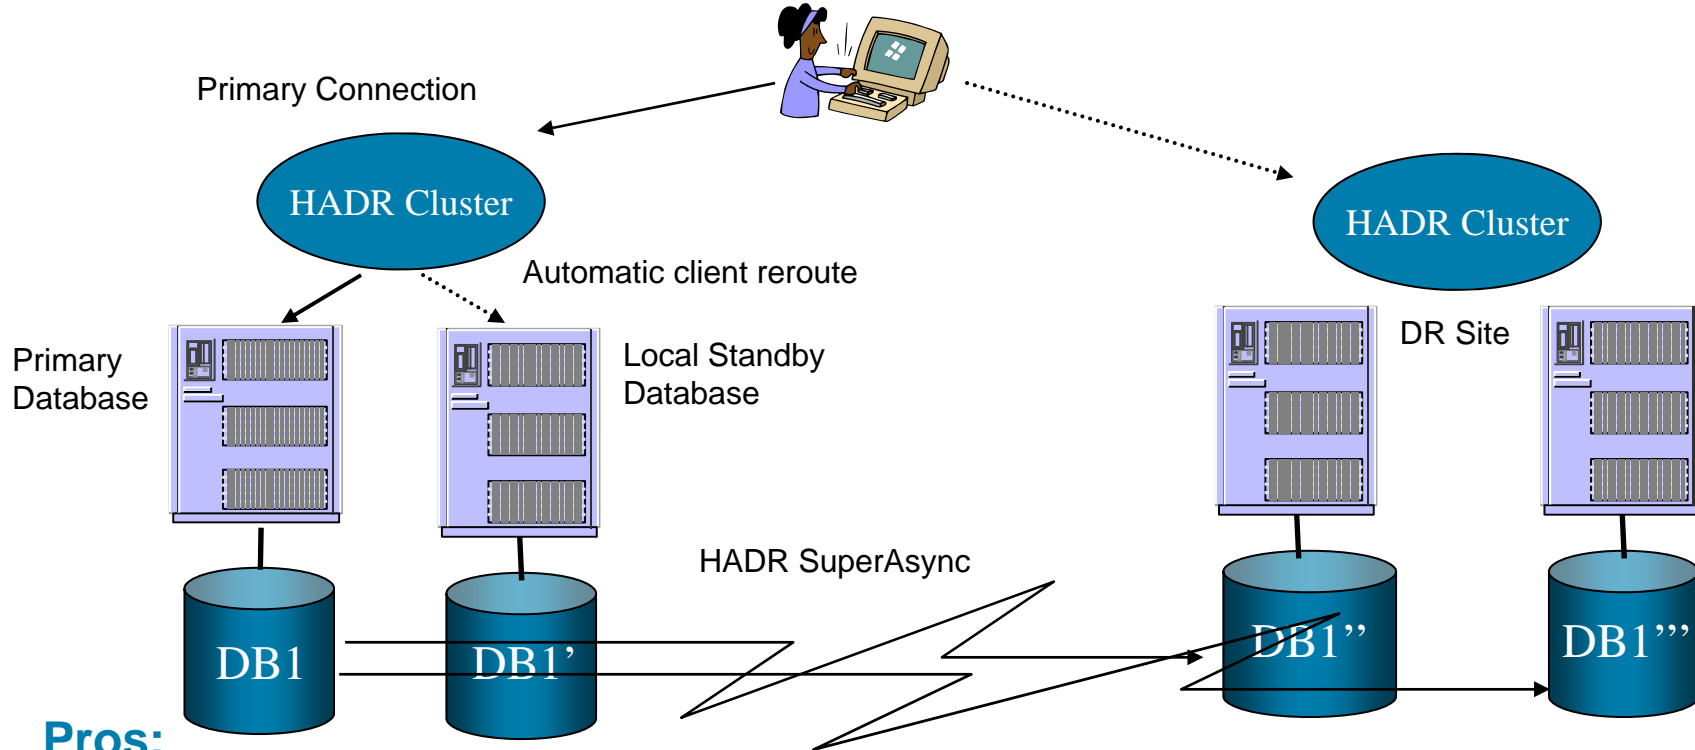 Primary Connection
HADR Cluster
HADR Cluster
Automatic client reroute
Primary
Database
Local Standby
Database
DR Site
HADR SuperAsync
DB1
DB1’
DB1’’
DB1’’’
Pros: